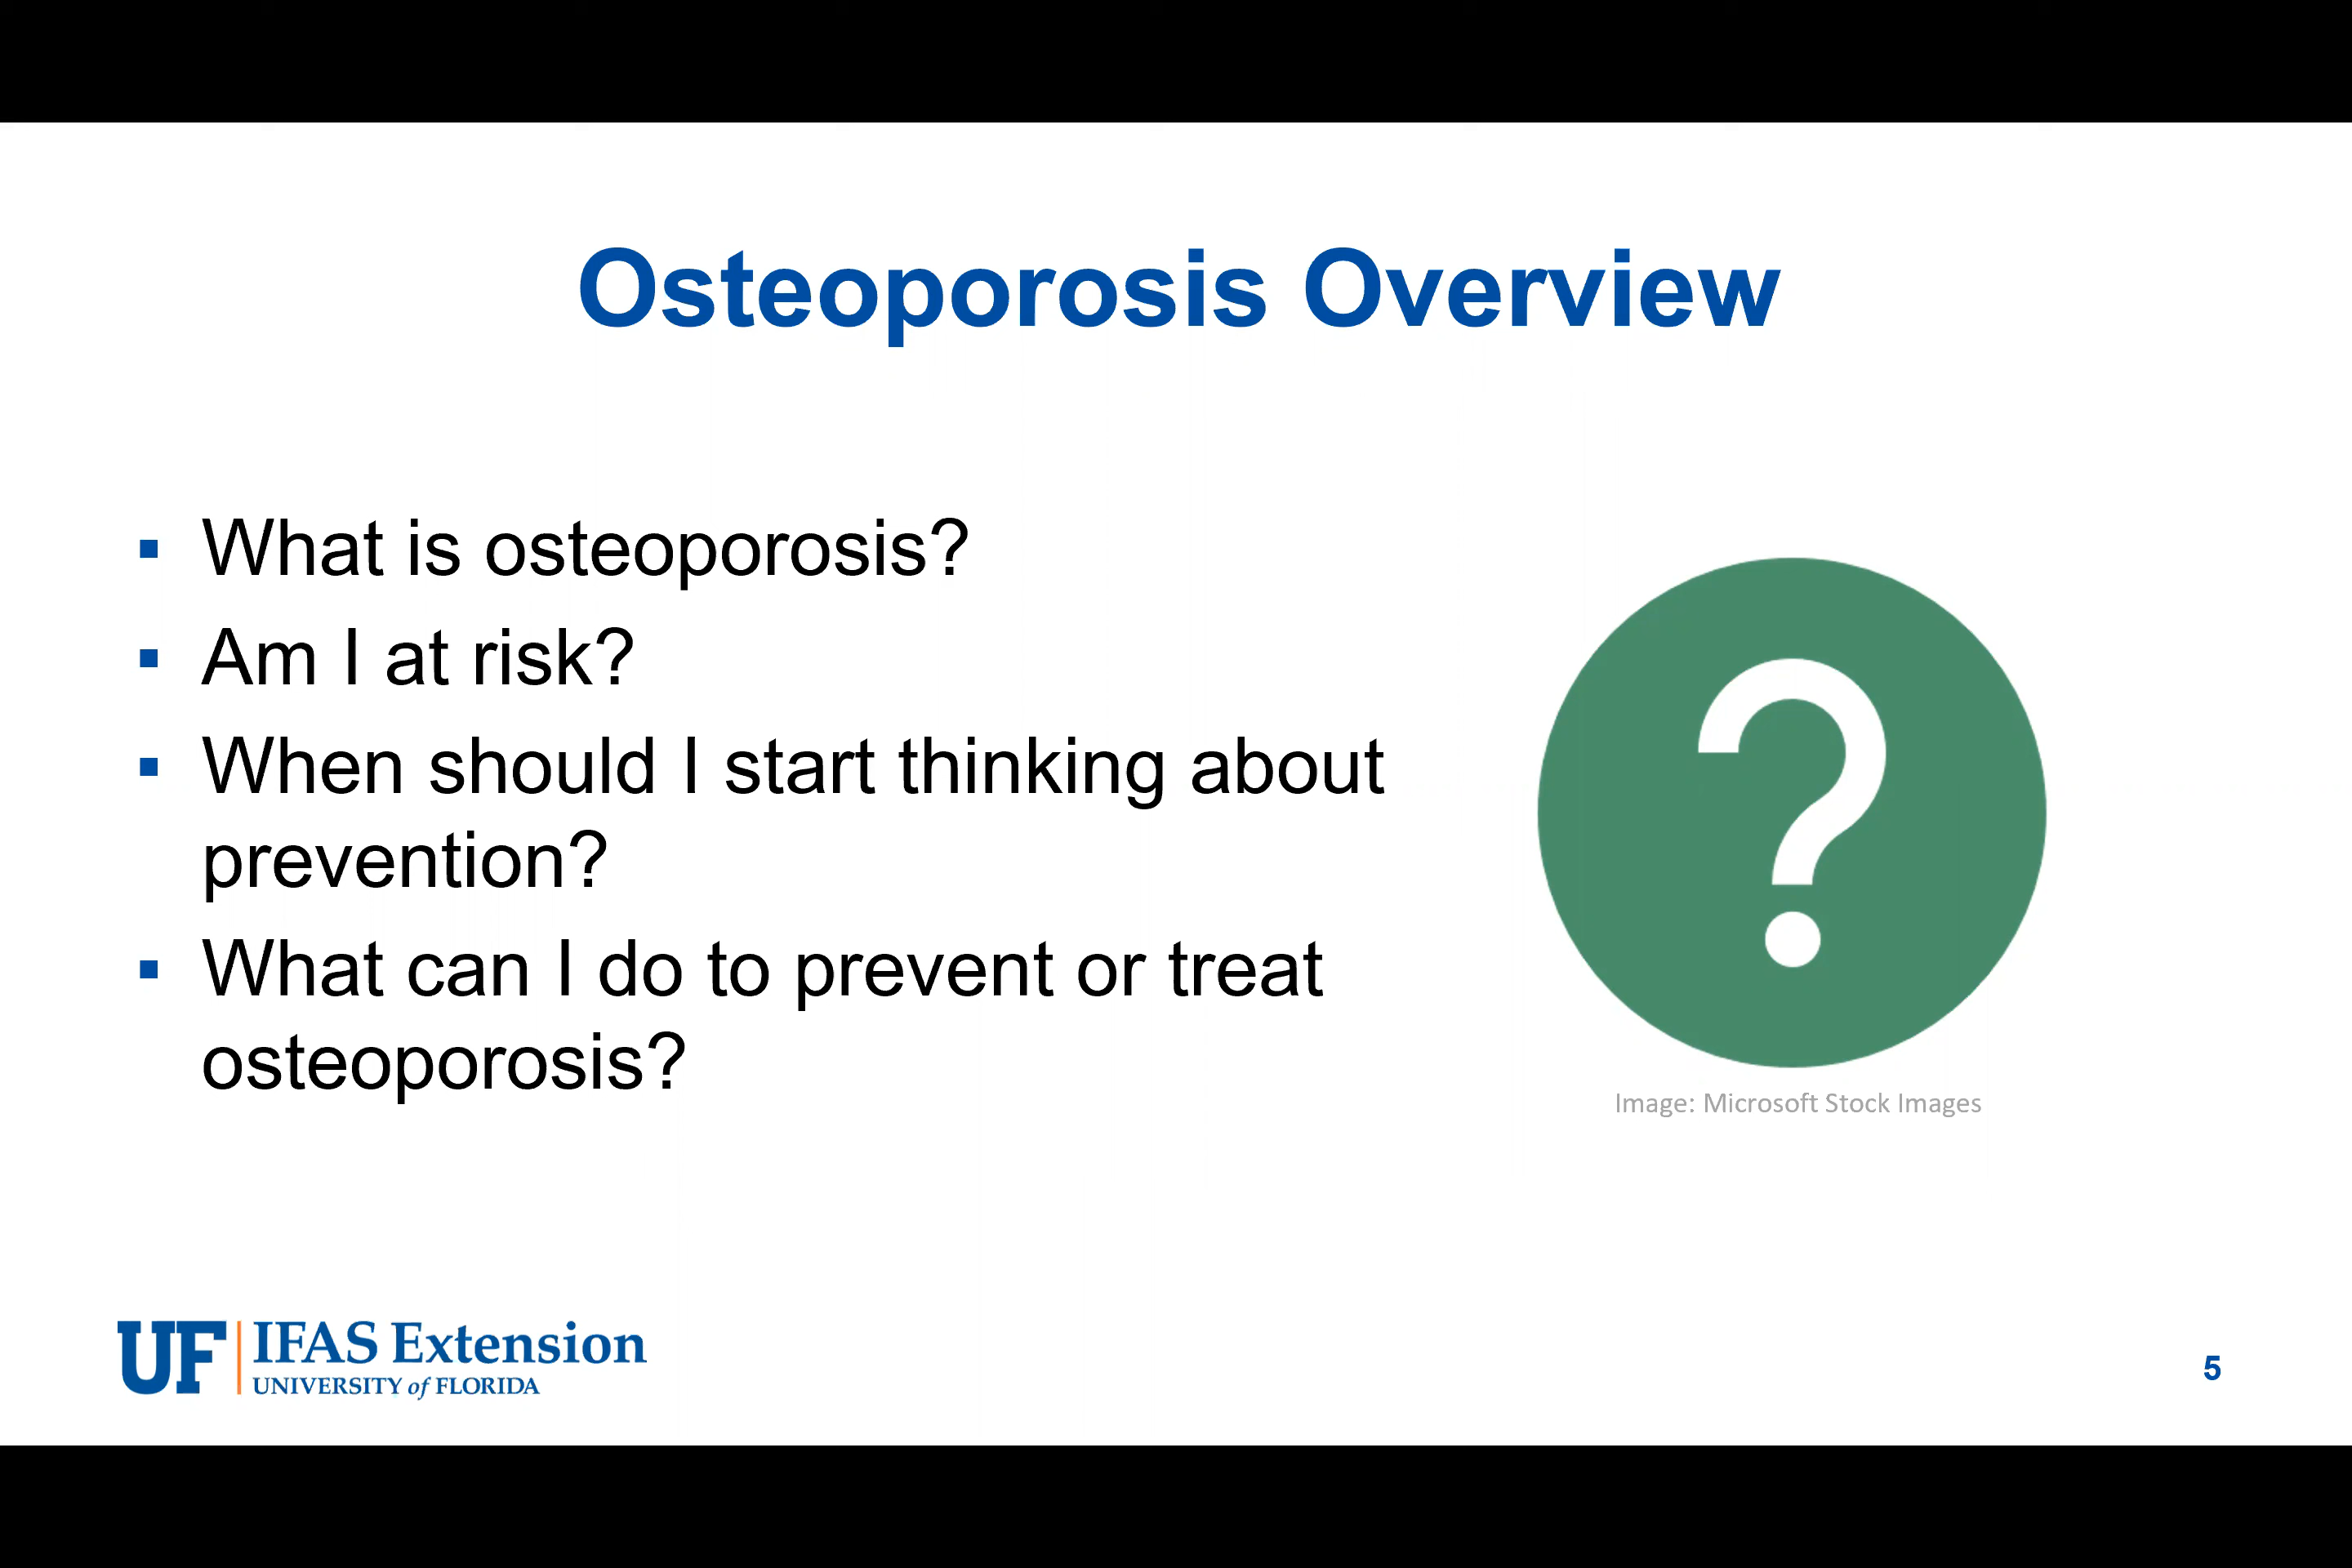 Osteoporosis Overview
▪ What is osteoporosis?
▪ Am I at risk?
▪ When should I start thinking about
prevention?
▪ What can I do to prevent or treat
osteoporosis?
?
Image: Microsoft Stock Images
UF | IFAS Extension
UNIVERSITY of FLORIDA
5